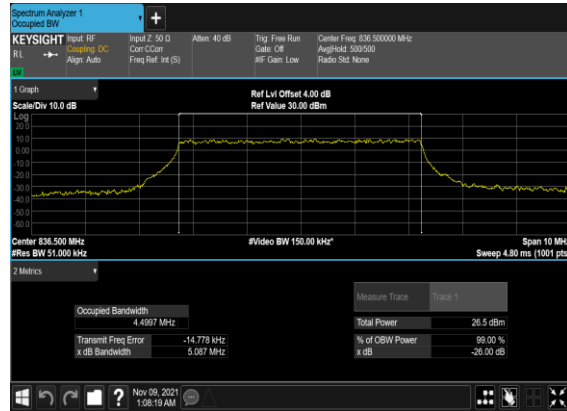 Spectrum Analyzer 1
Occupied BW
+
KEYSIGHT Input: RF Input Z: 50 Ω Atten: 40 dB Trig: Free Run Center Freq: 836.500000 MHz
RL Coupling: DC Corr CCorr Gate: Off Avg|Hold: 500/500
Align: Auto Freq Ref: Int (S) #IF Gain: Low Radio Std: None
LW
1 Graph
Ref Lvl Offset 4.00 dB
Scale/Div 10.0 dB Ref Value 30.00 dBm
Log
20.0
10.0
0.00
-10.0
-20.0
-30.0
-40.0
-50.0
-60.0
Center 836.500 MHz #Video BW 150.00 kHz* Span 10 MHz
#Res BW 51.000 kHz Sweep 4.80 ms (1001 pts
2 Metrics
Measure Trace Trace 1
Occupied Bandwidth
4.4997 MHz Total Power 26.5 dBm
Transmit Freq Error -14.778 kHz % of OBW Power 99.00 %
x dB Bandwidth 5.087 MHz x dB -26.00 dB
? Nov 09, 2021
1:08:19 AM